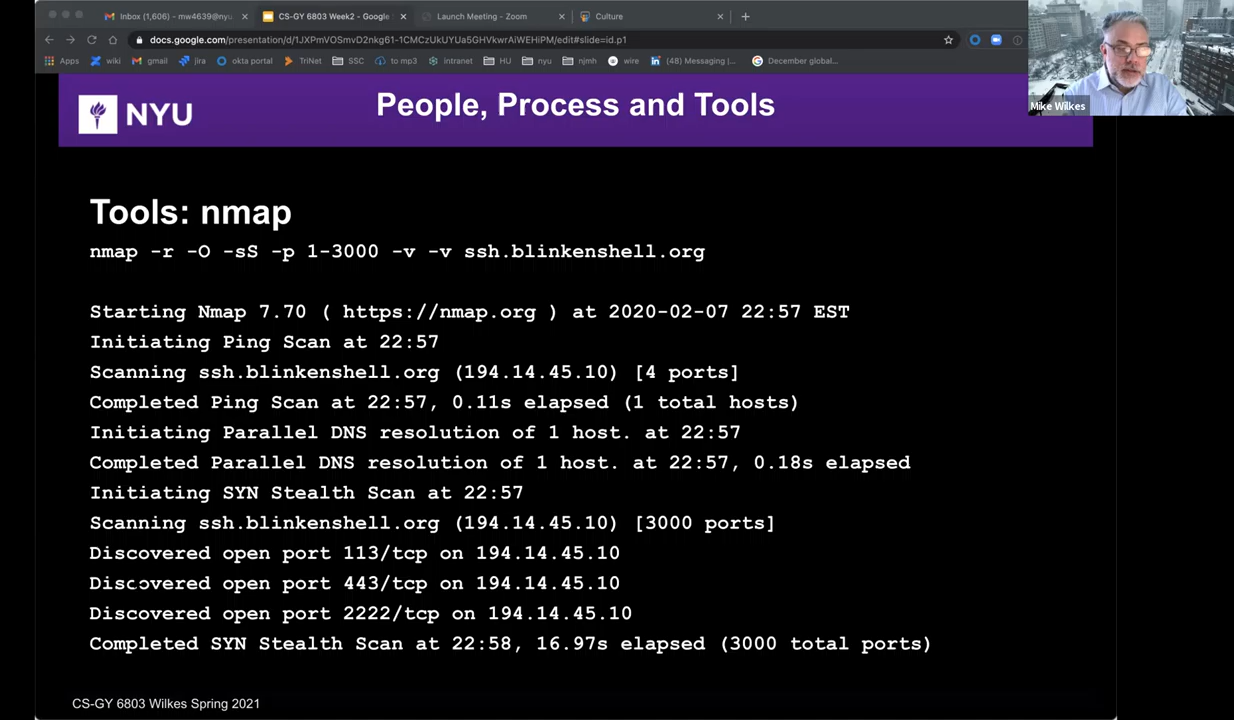 Inbox (1,606) - mw4639@nyu
CS-GY 6803 Week2 - Google
Launch Meeting - Zoom
Culture
docs.google.com/presentation/d/1JXPmVOSmvD2nkg61-1CMCzUkUYUa5GHVkwrAiWEHiPM/edit#slide=id.p1
Apps wiki gmail jira okta portal TriNet SSC to mp3 intranet HU nyu njmh wire (48) Messaging |... December global...
Mike Wilkes
NYU
People, Process and Tools
Tools: nmap
nmap -r -O -sS -p 1-3000 -v -v ssh.blinkenshell.org
Starting Nmap 7.70 ( https://nmap.org ) at 2020-02-07 22:57 EST
Initiating Ping Scan at 22:57
Scanning ssh.blinkenshell.org (194.14.45.10) [4 ports]
Completed Ping Scan at 22:57, 0.11s elapsed (1 total hosts)
Initiating Parallel DNS resolution of 1 host. at 22:57
Completed Parallel DNS resolution of 1 host. at 22:57, 0.18s elapsed
Initiating SYN Stealth Scan at 22:57
Scanning ssh.blinkenshell.org (194.14.45.10) [3000 ports]
Discovered open port 113/tcp on 194.14.45.10
Discovered open port 443/tcp on 194.14.45.10
Discovered open port 2222/tcp on 194.14.45.10
Completed SYN Stealth Scan at 22:58, 16.97s elapsed (3000 total ports)
CS-GY 6803 Wilkes Spring 2021